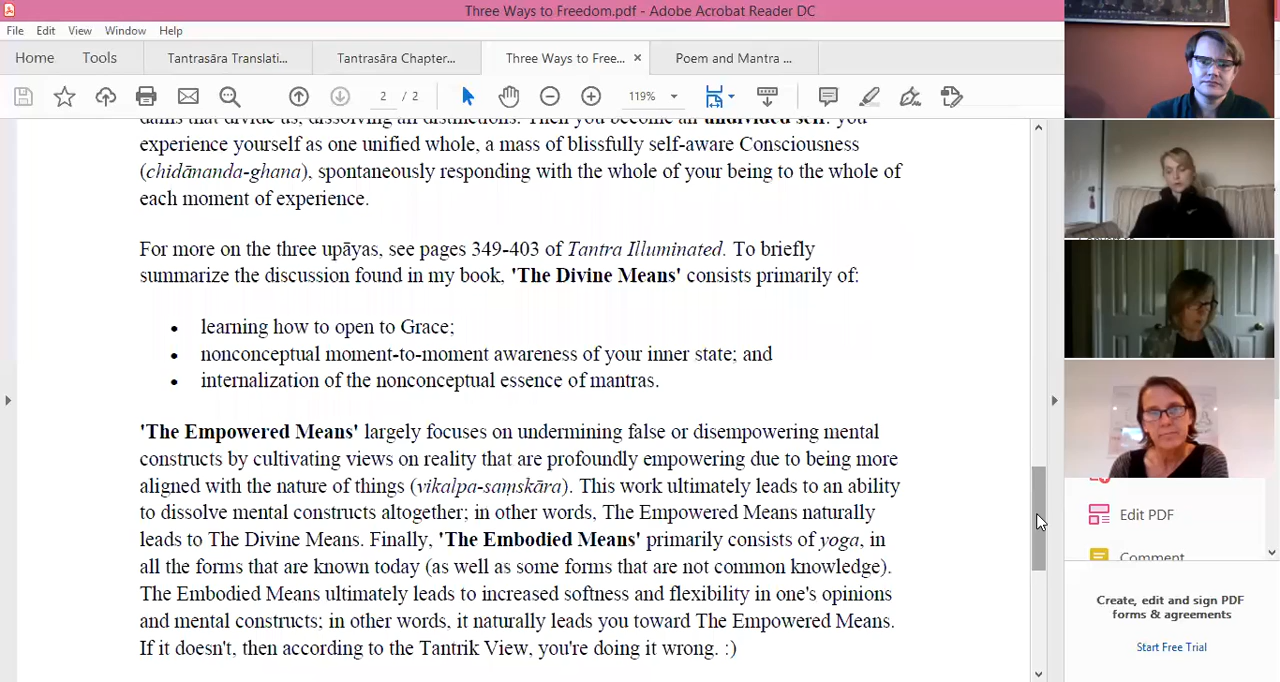 Three Ways to Freedom.pdf - Adobe Acrobat Reader DC
File Edit View Window Help
Home Tools Tantrasāra Translati... Tantrasāra Chapter... Three Ways to Free... × Poem and Mantra ...
2 / 2 119%
that divide us, dissolving all distinctions. Then you become an undivided self: you
experience yourself as one unified whole, a mass of blissfully self-aware Consciousness
(chidānanda-ghana), spontaneously responding with the whole of your being to the whole of
each moment of experience.
For more on the three upāyas, see pages 349-403 of Tantra Illuminated. To briefly
summarize the discussion found in my book, 'The Divine Means' consists primarily of:
• learning how to open to Grace;
• nonconceptual moment-to-moment awareness of your inner state; and
• internalization of the nonconceptual essence of mantras.
'The Empowered Means' largely focuses on undermining false or disempowering mental
constructs by cultivating views on reality that are profoundly empowering due to being more
aligned with the nature of things (vikalpa-saṃskāra). This work ultimately leads to an ability
to dissolve mental constructs altogether; in other words, The Empowered Means naturally
leads to The Divine Means. Finally, 'The Embodied Means' primarily consists of yoga, in
all the forms that are known today (as well as some forms that are not common knowledge).
The Embodied Means ultimately leads to increased softness and flexibility in one's opinions
and mental constructs; in other words, it naturally leads you toward The Empowered Means.
If it doesn't, then according to the Tantrik View, you're doing it wrong. :)
Edit PDF
Comment
Create, edit and sign PDF
forms & agreements
Start Free Trial